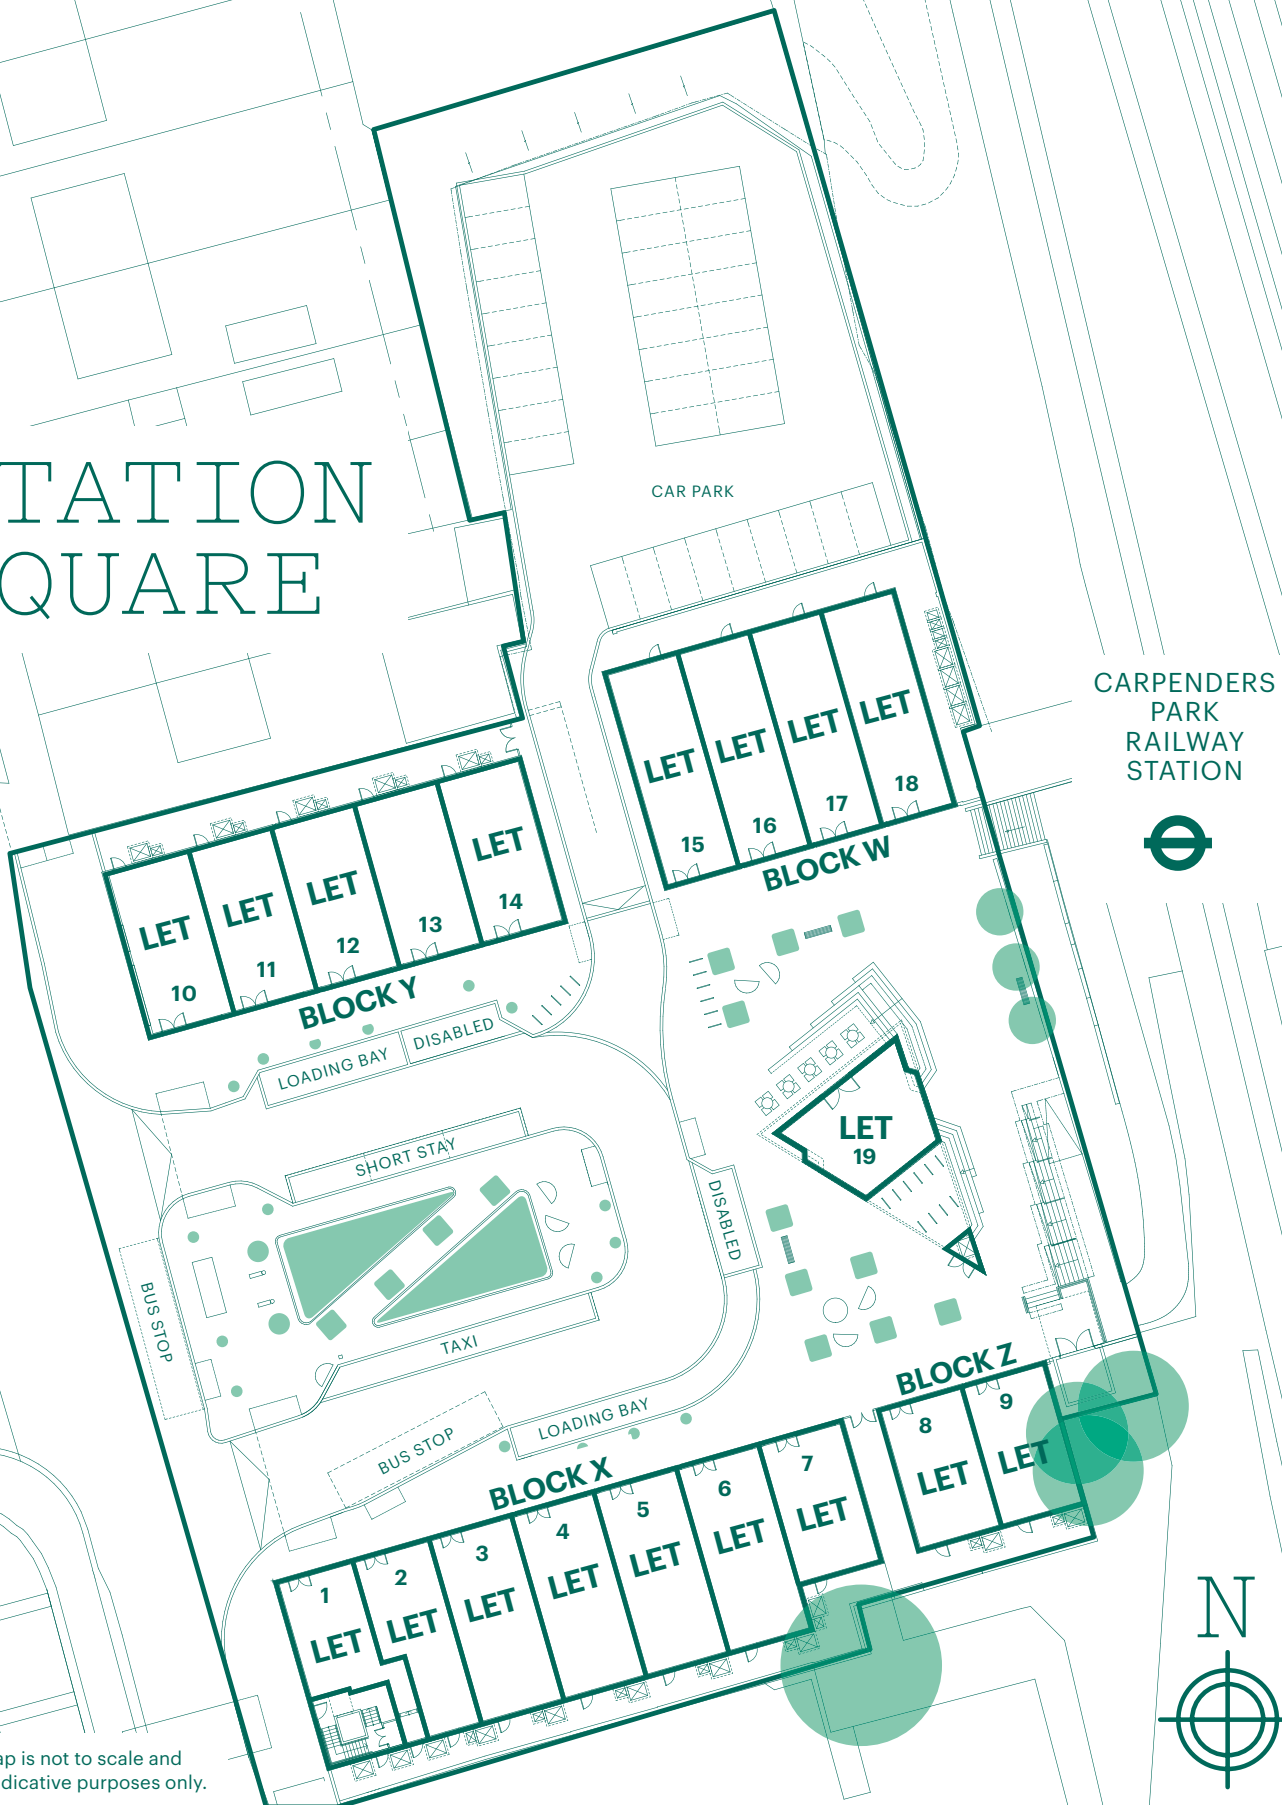 TATION
QUARE
CAR PARK
CARPENDERS
PARK
RAILWAY
STATION
LET
15
LET
16
LET
17
LET
18
BLOCK W
LET
10
LET
11
LET
12
13
LET
14
BLOCK Y
LOADING BAY
DISABLED
SHORT STAY
TAXI
BUS STOP
DISABLED
LET
19
BUS STOP
LOADING BAY
BLOCK X
BLOCK Z
1
LET
2
LET
3
LET
4
LET
5
LET
6
LET
7
LET
8
LET
9
LET
N
ap is not to scale and
dicative purposes only.